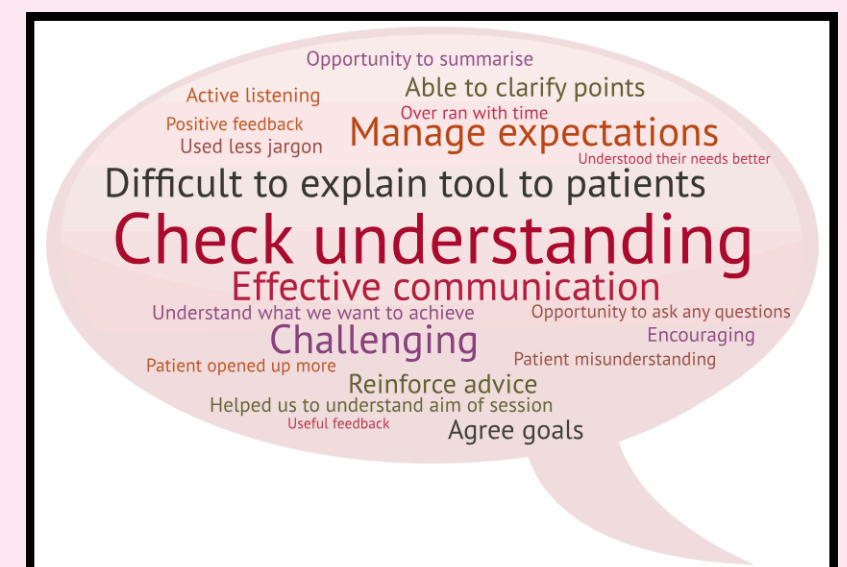 Opportunity to summarise
Able to clarify points
Active listening
Over ran with time
Positive feedback
Manage expectations
Used less jargon
Understood their needs better
Difficult to explain tool to patients
Check understanding
Effective communication
Understand what we want to achieve
Opportunity to ask any questions
Challenging
Encouraging
Patient opened up more
Patient misunderstanding
Reinforce advice
Helped us to understand aim of session
Useful feedback
Agree goals